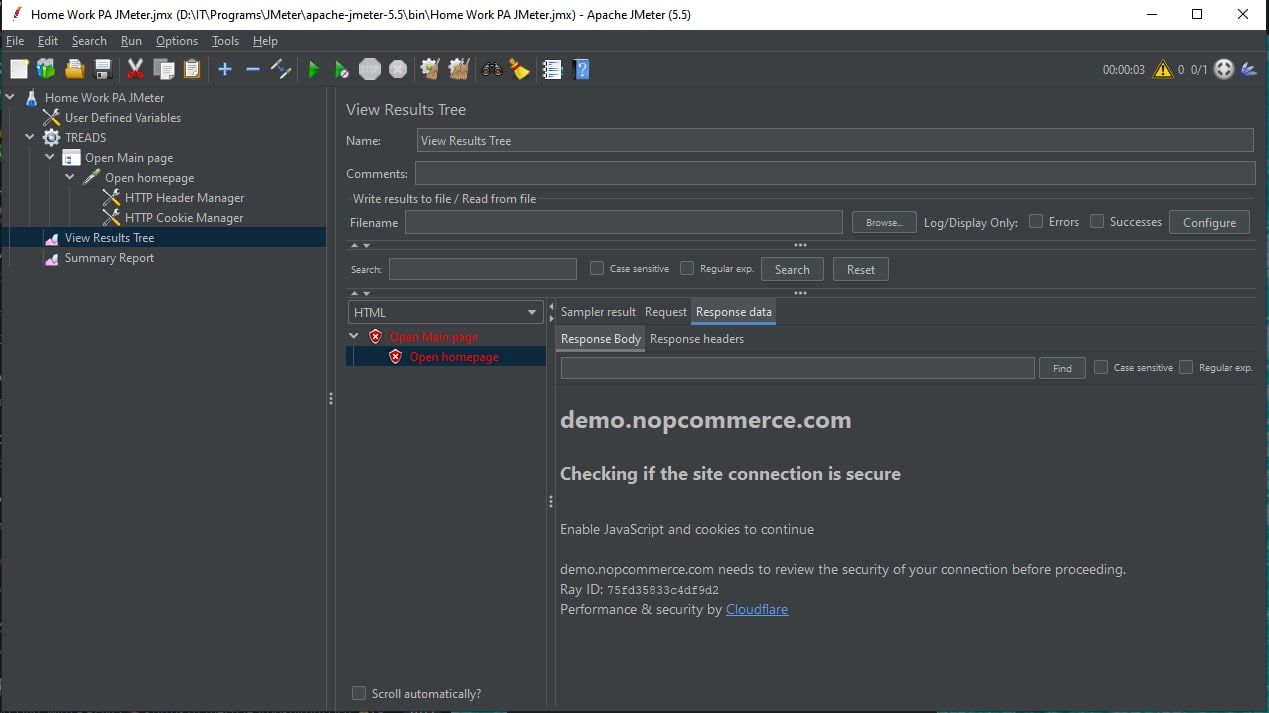 Home Work PA JMeter.jmx (D:\IT\Programs\JMeter\apache-jmeter-5.5\bin\Home Work PA JMeter.jmx) - Apache JMeter (5.5)
File Edit Search Run Options Tools Help
STOP 00:00:03 0 0/1
Home Work PA JMeter
User Defined Variables
TREADS
Open Main page
Open homepage
HTTP Header Manager
HTTP Cookie Manager
View Results Tree
Summary Report
View Results Tree
Name: View Results Tree
Comments:
Write results to file / Read from file
Filename Browse... Log/Display Only: Errors Successes Configure
Search: Case sensitive Regular exp. Search Reset
HTML
Open Main page
Open homepage
Scroll automatically?
Sampler result Request Response data
Response Body Response headers
Find Case sensitive Regular exp.
demo.nopcommerce.com
Checking if the site connection is secure
Enable JavaScript and cookies to continue
demo.nopcommerce.com needs to review the security of your connection before proceeding.
Ray ID: 75fd35833c4df9d2
Performance & security by Cloudflare